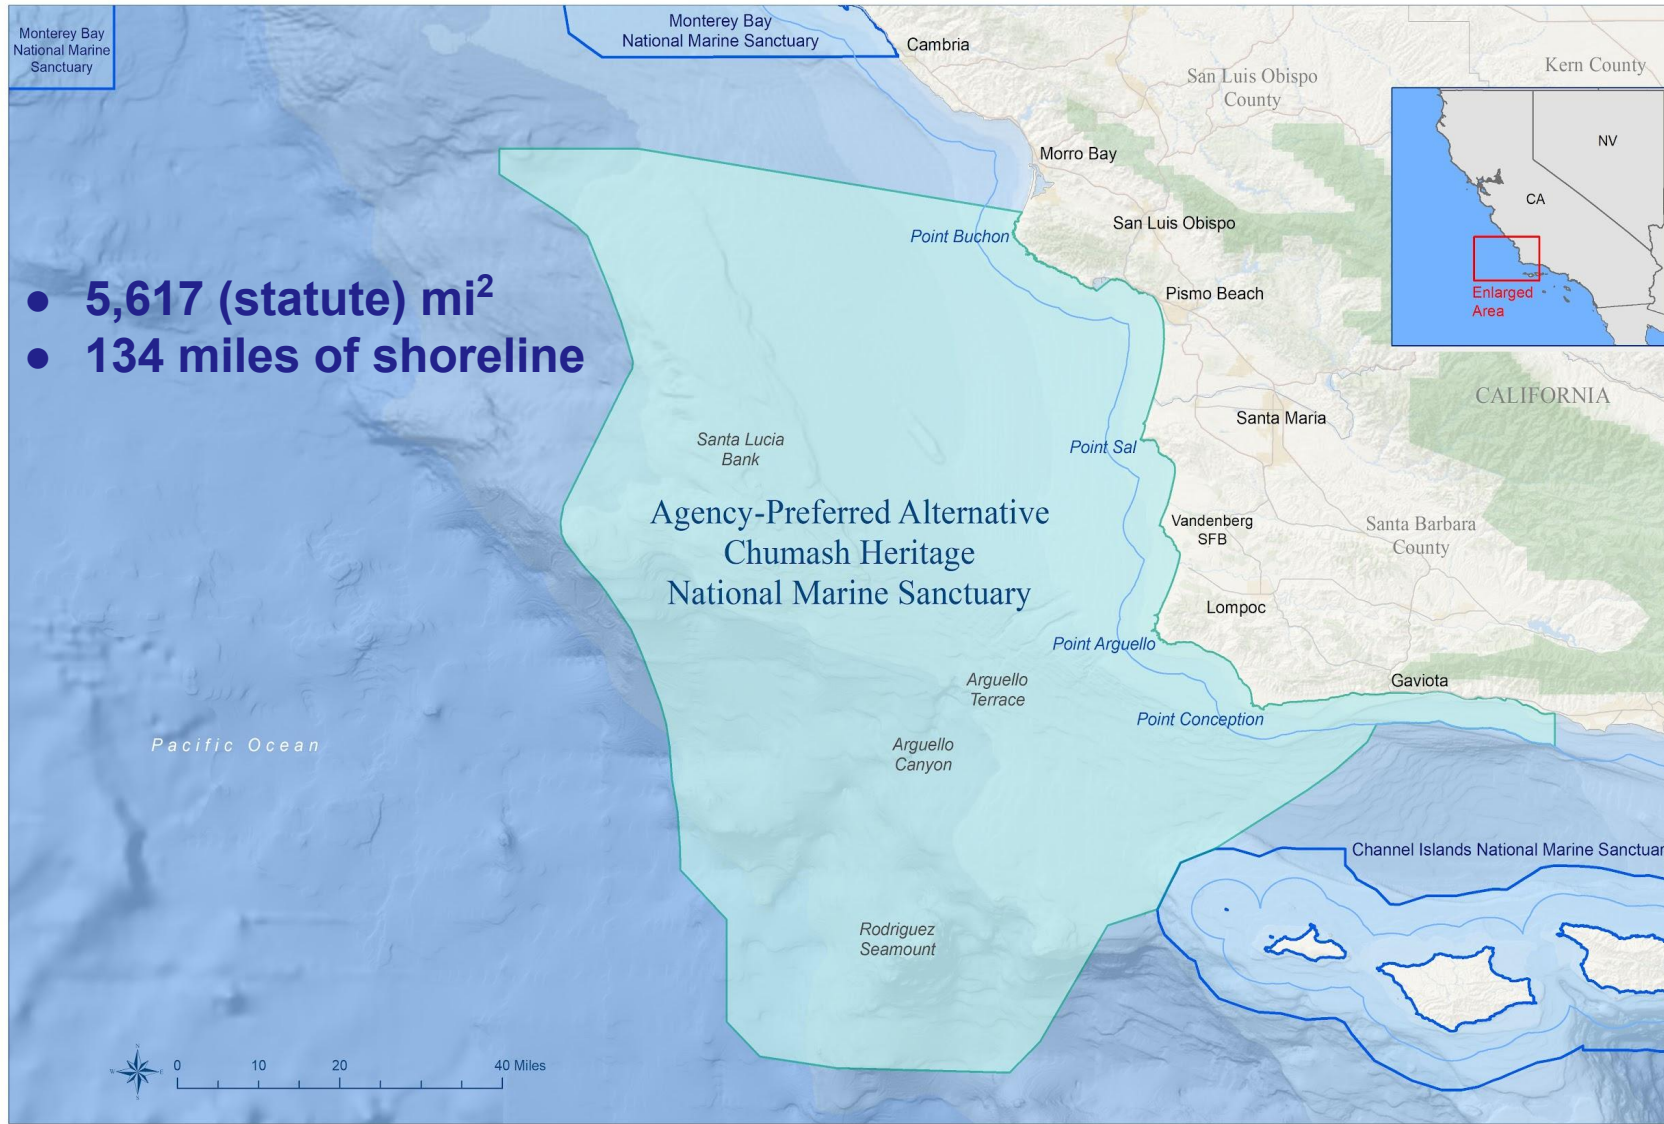 Monterey Bay
National Marine
Sanctuary
Monterey Bay
National Marine Sanctuary
Cambria
San Luis Obispo
County
Kern County
NV
CA
Enlarged
Area
Morro Bay
San Luis Obispo
Point Buchon
Pismo Beach
● 5,617 (statute) mi²
● 134 miles of shoreline
CALIFORNIA
Santa Maria
Santa Lucia
Bank
Point Sal
Agency-Preferred Alternative
Chumash Heritage
National Marine Sanctuary
Vandenberg
SFB
Santa Barbara
County
Lompoc
Point Arguello
Arguello
Terrace
Gaviota
Point Conception
Pacific Ocean
Arguello
Canyon
Channel Islands National Marine Sanctuar
Rodriguez
Seamount
N
W E
S
0 10 20 40 Miles